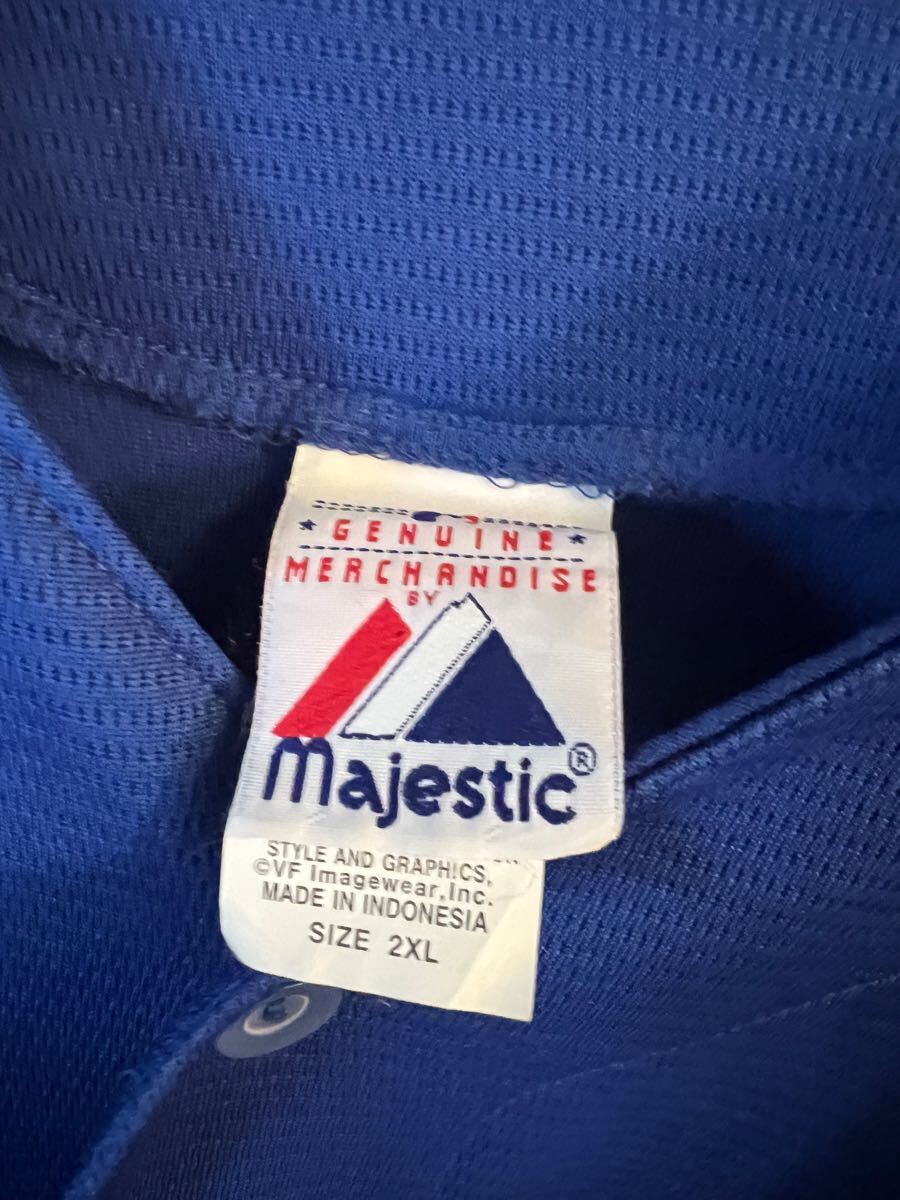 ★ GENUINE ★
MERCHANDISE
BY
Majestic®
STYLE AND GRAPHICS,
©VF Imagewear, Inc.
MADE IN INDONESIA
SIZE 2XL